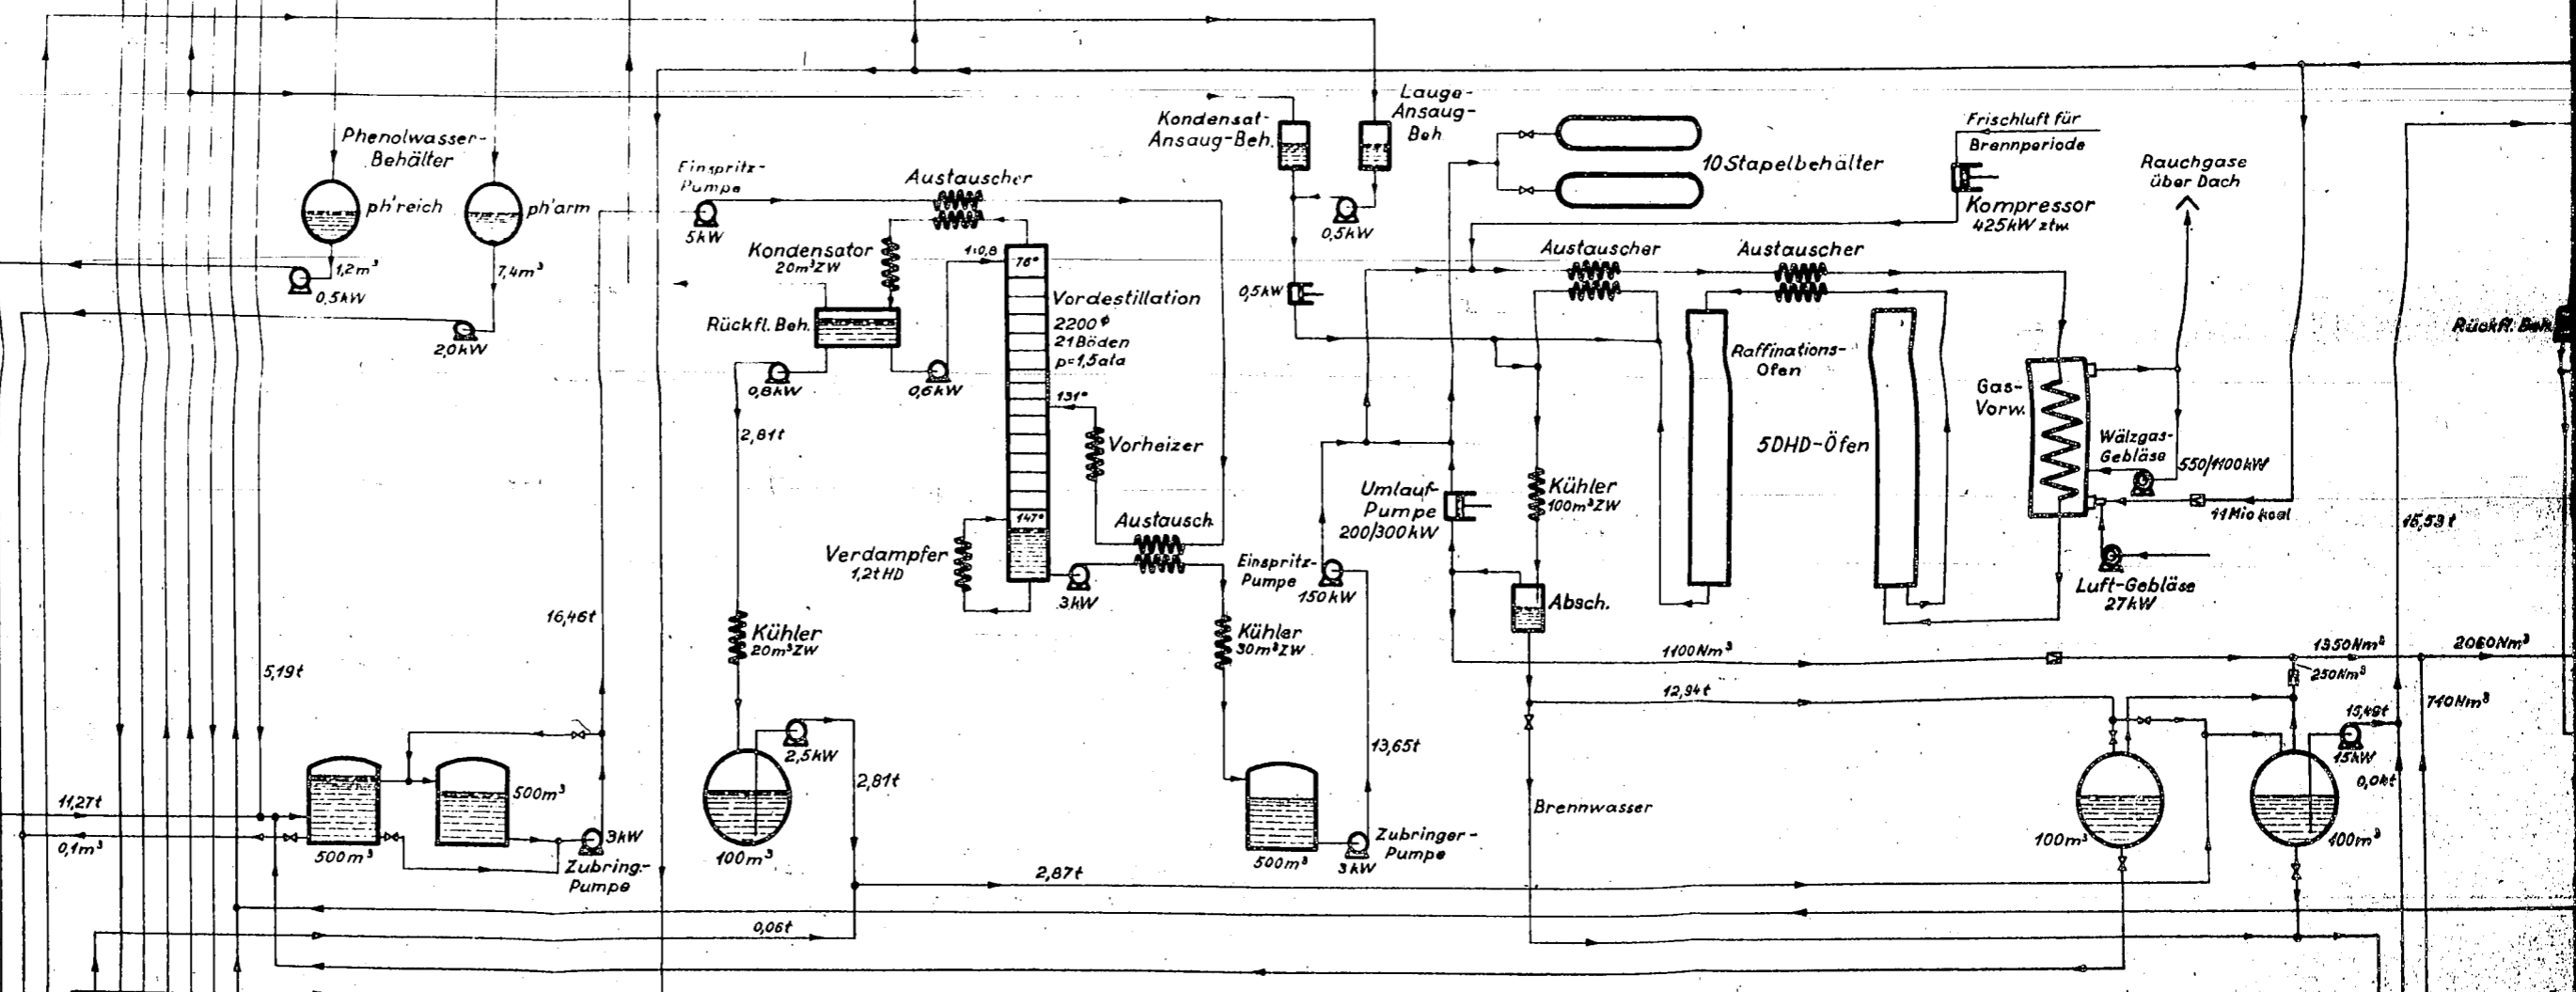 Phenolwasser-
Behälter
ph'reich
ph'arm
1,2m³
7,4m³
0,5kW
2,0kW
16,46t
5,19t
11,27t
0,1m³
500m³
500m³
3kW
Zubring.-
Pumpe
Einspritz-
Pumpe
5kW
Austauscher
Kondensator
20m³ZW
Rückfl. Beh.
0,8kW
0,6kW
1:0,8
76°
Vordestillation
2200ϕ
21 Böden
p=1,5ata
131°
Vorheizer
147°
Verdampfer
1,2t HD
3kW
Austausch.
2,81t
Kühler
20m³ZW
Kühler
30m³ZW
2,5kW
2,81t
100m³
2,87t
0,06t
500m³
3kW
Zubringer-
Pumpe
13,65t
Einspritz-
Pumpe
150kW
Kondensat-
Ansaug-Beh.
Lauge-
Ansaug-
Beh.
0,5kW
0,5kW
10 Stapelbehälter
Frischluft für
Brennperiode
Kompressor
425kW ztw.
Rauchgase
über Dach
Austauscher
Austauscher
Raffinations-
Ofen
5 DHD-Öfen
Gas-
Vorw.
Wälzgas-
Gebläse
550/1100kW
11 Mio kcal
Luft-Gebläse
27kW
Umlauf-
Pumpe
200/300kW
Kühler
100m³ZW
Absch.
1100Nm³
12,94t
Brennwasser
1350Nm³
2060Nm³
250Nm³
710Nm³
15,53t
15,49t
15kW
100m³
100m³
Rückfl. Beh.